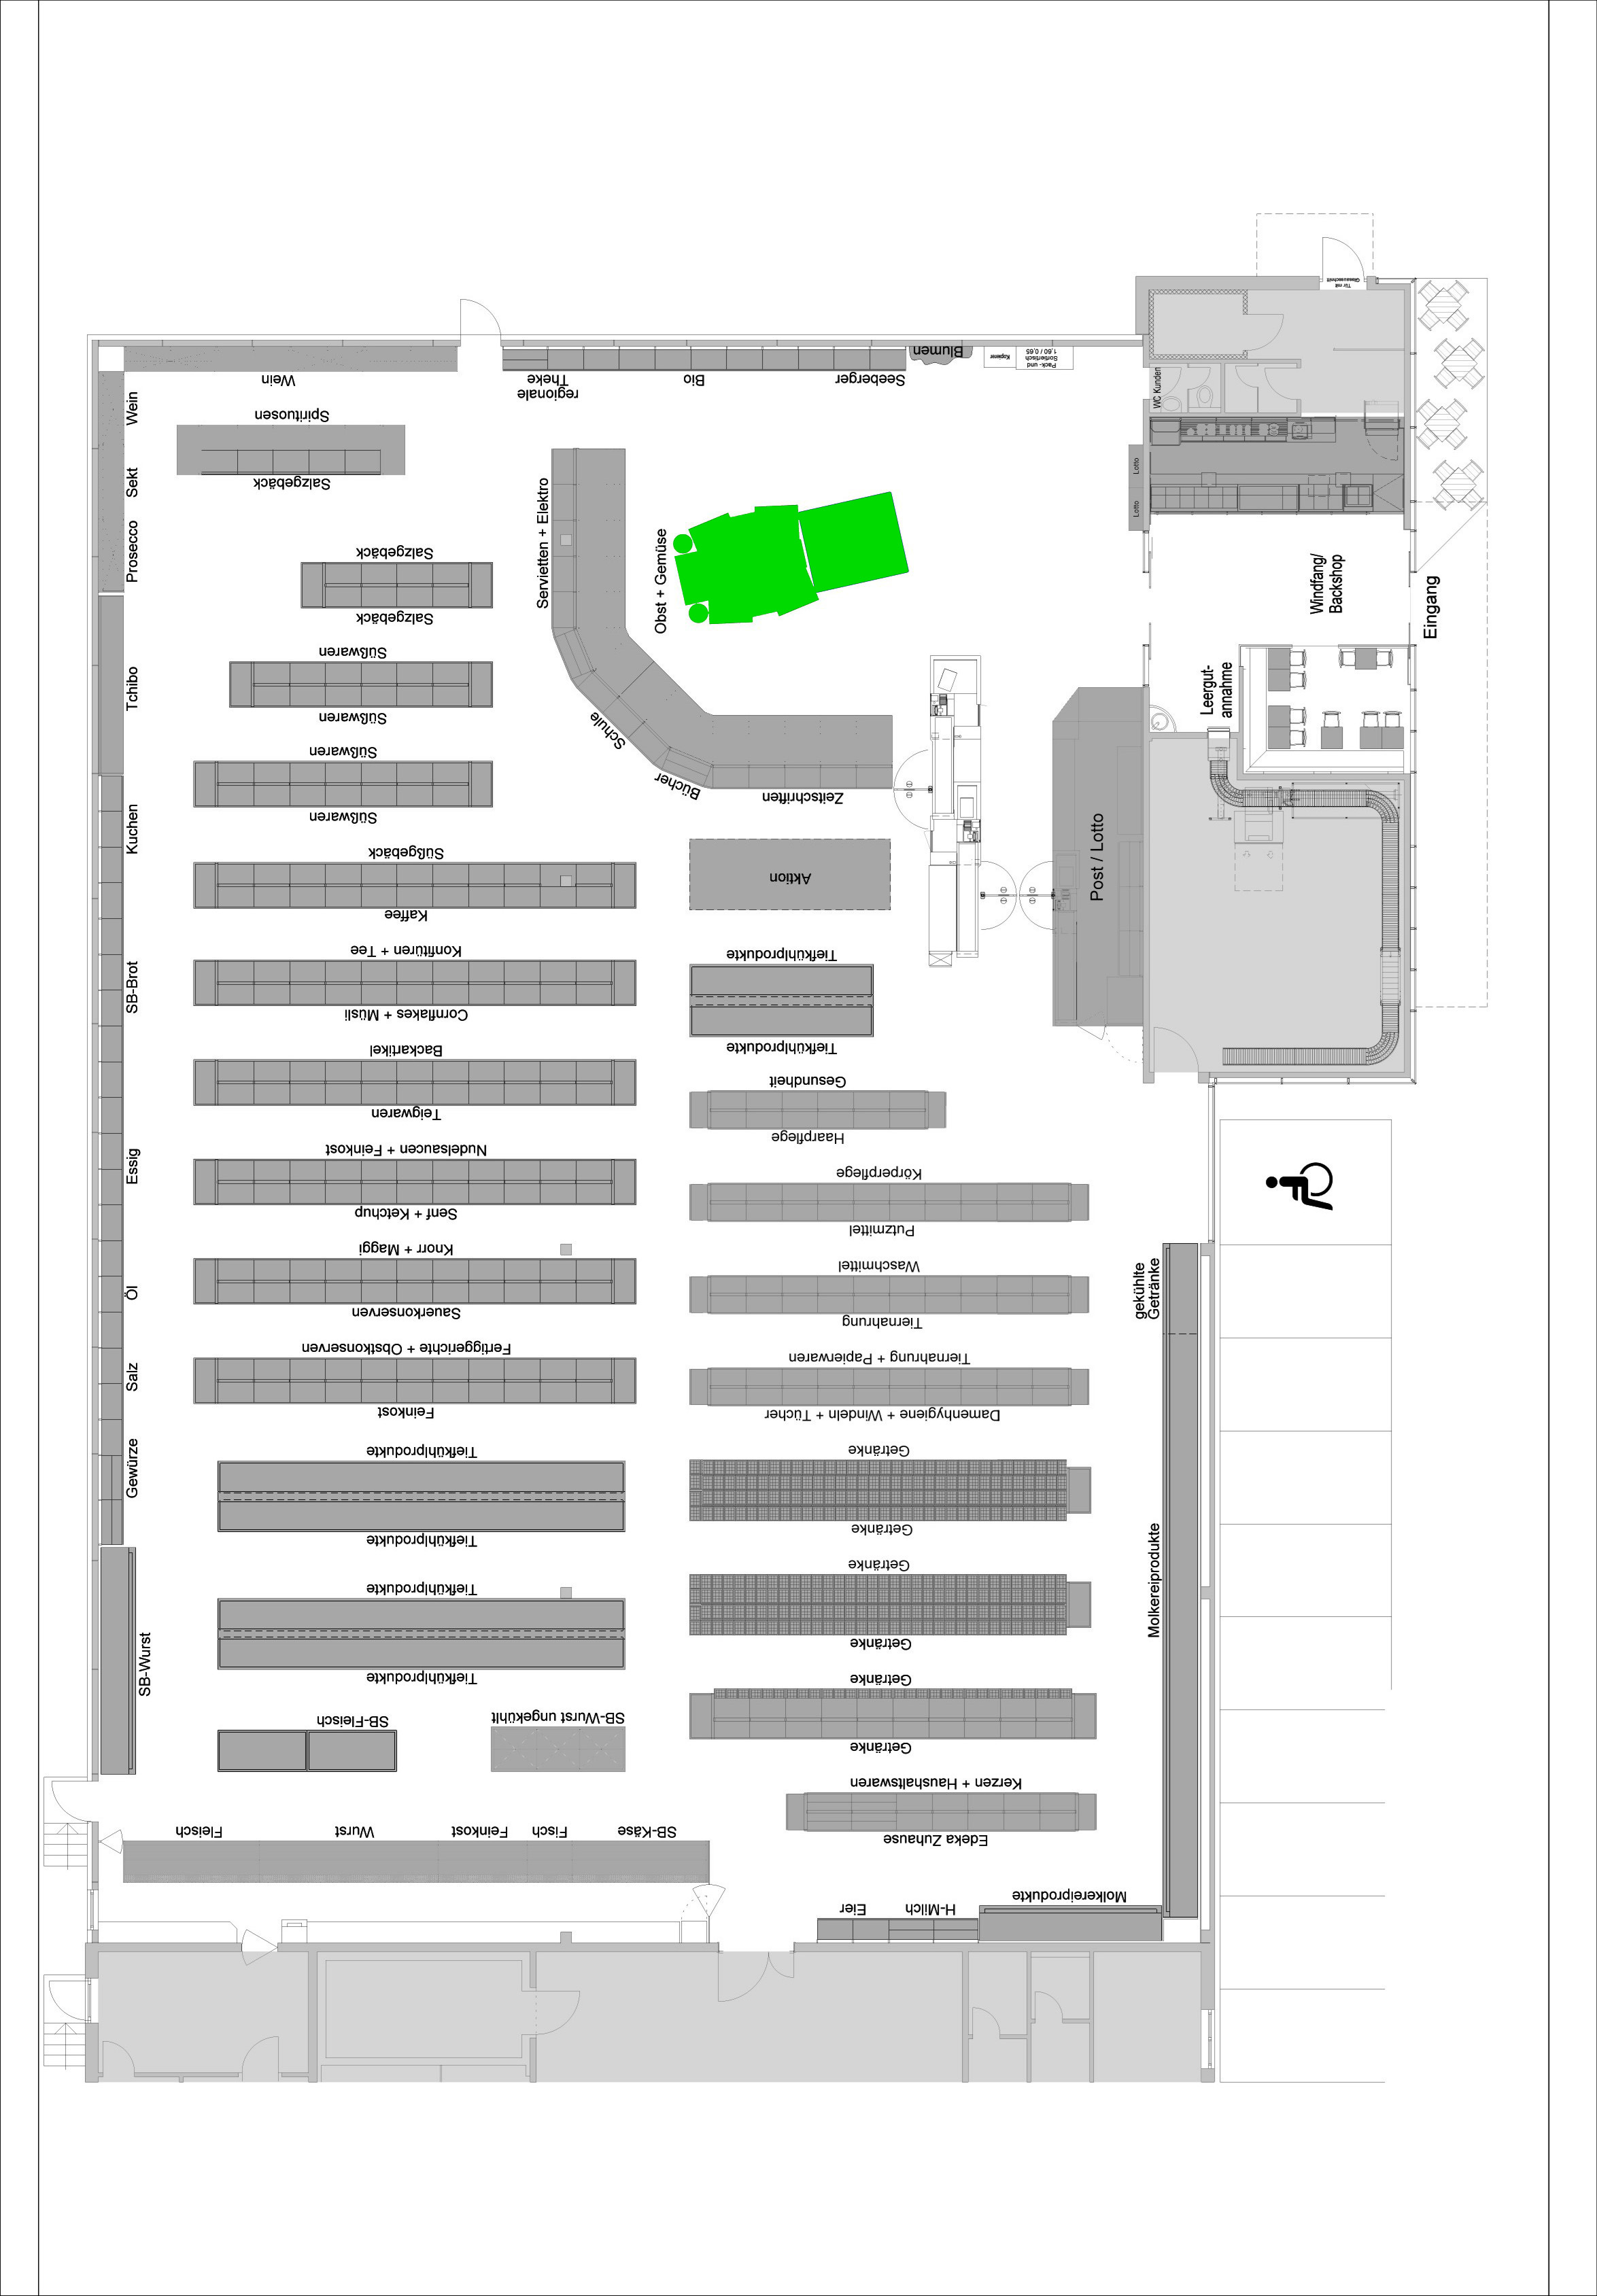 Tür mit
Glasausschnitt
Blumen
Kopierer
Pack- und
Sortiertisch
1.60 / 0.65
WC Kunden
Wein
regionale
Theke
Bio
Seeberger
Wein
Spirituosen
Salzgebäck
Sekt
Prosecco
Lotto
Lotto
Servietten + Elektro
Obst + Gemüse
Salzgebäck
Salzgebäck
Windfang/
Backshop
Eingang
Süßwaren
Süßwaren
Tchibo
Leergut-
annahme
Schule
Bücher
Zeitschriften
Süßwaren
Süßwaren
Kuchen
Süßgebäck
Kaffee
Aktion
Post / Lotto
SB-Brot
Konfitüren + Tee
Cornflakes + Müsli
Tiefkühlprodukte
Tiefkühlprodukte
Backartikel
Teigwaren
Gesundheit
Haarpflege
Essig
Nudelsaucen + Feinkost
Senf + Ketchup
Körperpflege
Putzmittel
Öl
Knorr + Maggi
Sauerkonserven
Waschmittel
Tiernahrung
gekühlte
Getränke
Salz
Fertiggerichte + Obstkonserven
Feinkost
Tiernahrung + Papierwaren
Damenhygiene + Windeln + Tücher
Gewürze
Tiefkühlprodukte
Tiefkühlprodukte
Getränke
Getränke
Molkereiprodukte
Tiefkühlprodukte
Tiefkühlprodukte
Getränke
Getränke
SB-Wurst
SB-Fleisch
SB-Wurst ungekühlt
Getränke
Getränke
Kerzen + Haushaltswaren
Edeka Zuhause
Fleisch
Wurst
Feinkost
Fisch
SB-Käse
Eier
H-Milch
Molkereiprodukte